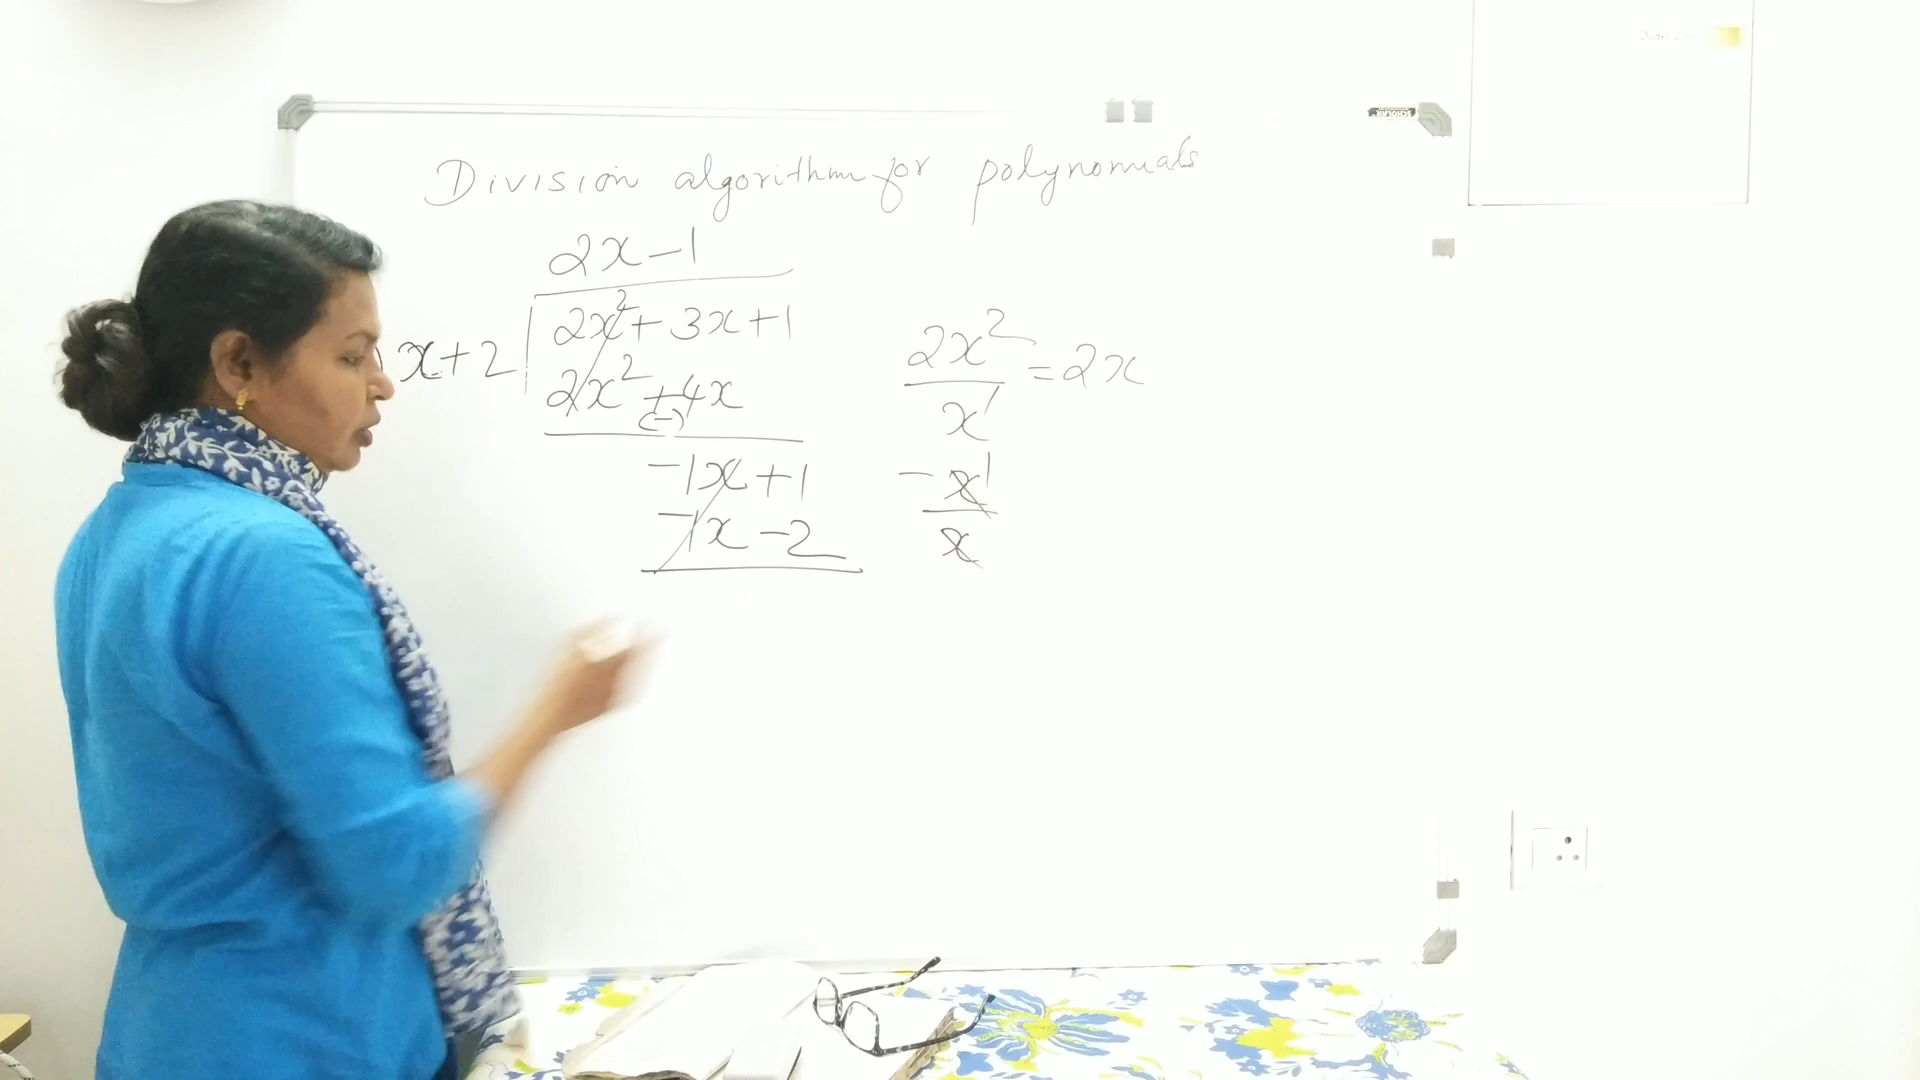 Division algorithm for polynomials
2x-1
2x²+3x+1
x+2
2x²+4x
(-)
-1x+1
-1x-2
2x²
= 2x
x
-x
x